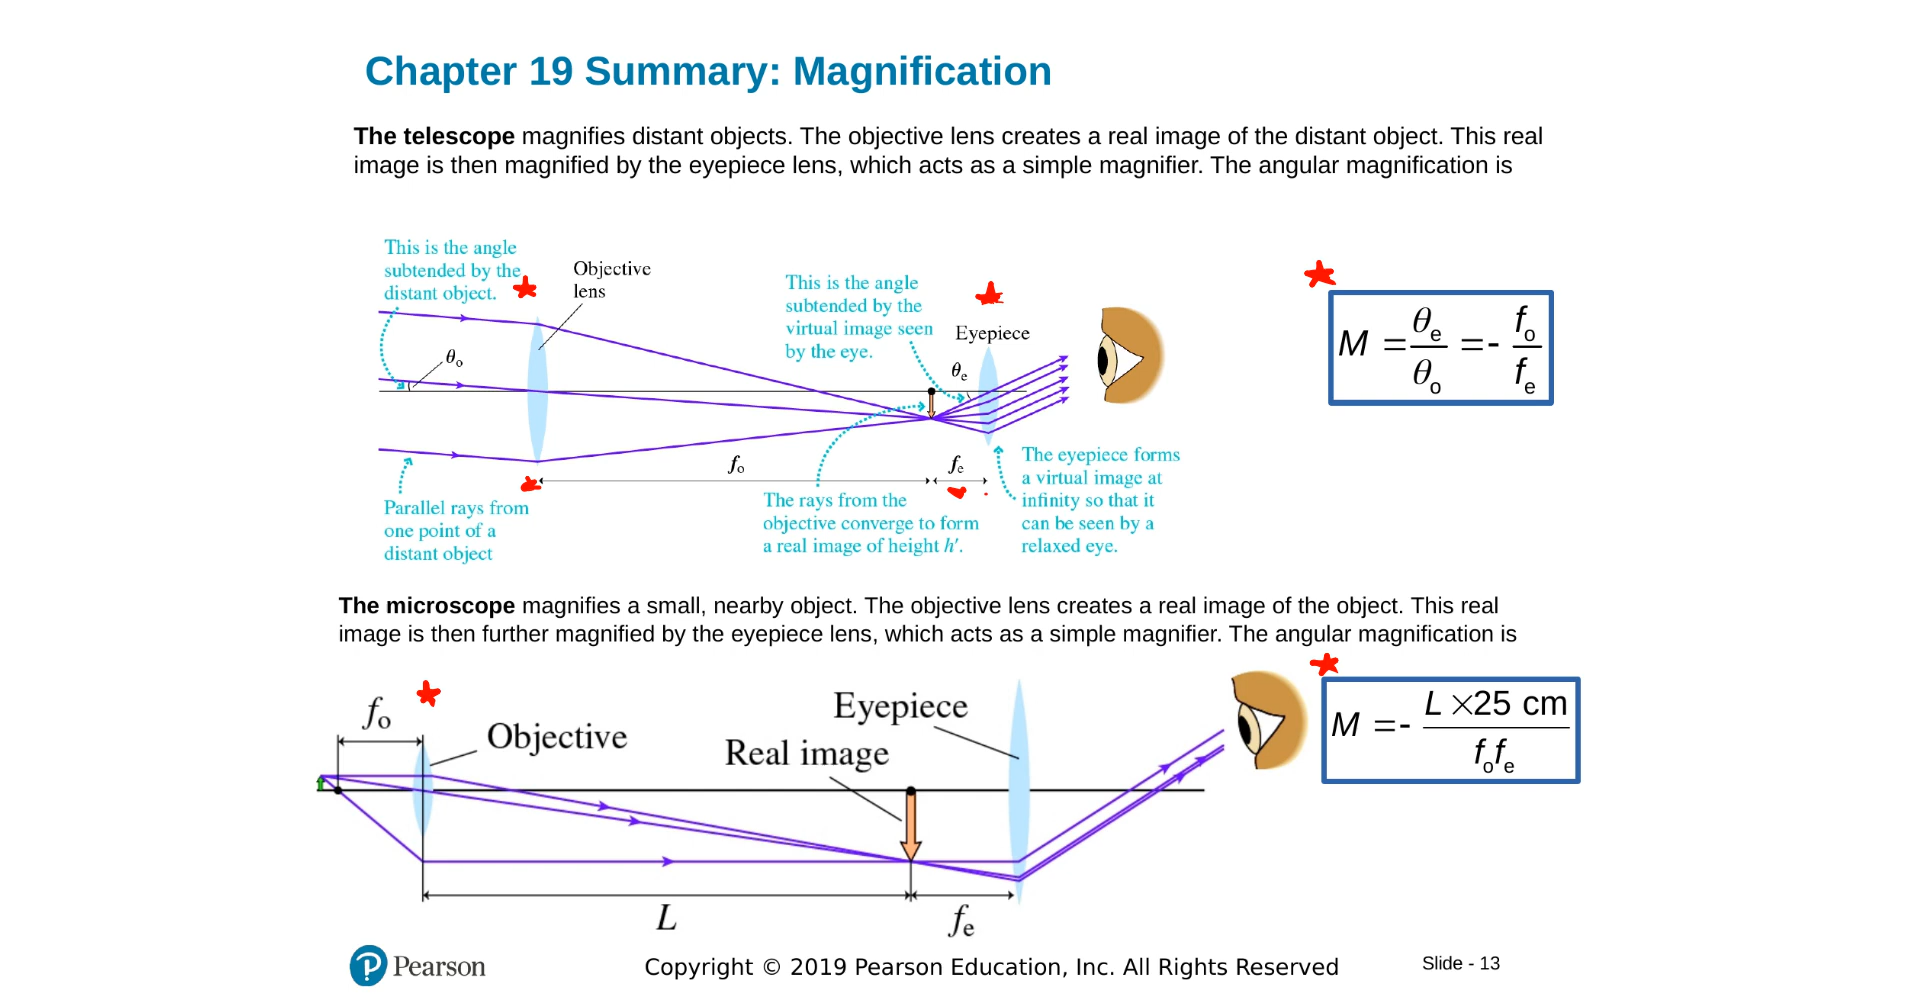 Chapter 19 Summary: Magnification
The telescope magnifies distant objects. The objective lens creates a real image of the distant object. This real
image is then magnified by the eyepiece lens, which acts as a simple magnifier. The angular magnification is
This is the angle
subtended by the
distant object.
Objective
lens
This is the angle
subtended by the
virtual image seen
by the eye.
Eyepiece
θo
θe
M = θe/θo = - fo/fe
fo
fe
Parallel rays from
one point of a
distant object
The rays from the
objective converge to form
a real image of height h′.
The eyepiece forms
a virtual image at
infinity so that it
can be seen by a
relaxed eye.
The microscope magnifies a small, nearby object. The objective lens creates a real image of the object. This real
image is then further magnified by the eyepiece lens, which acts as a simple magnifier. The angular magnification is
fo
Objective
Eyepiece
Real image
M = - L ×25 cm / fofe
L
fe
Pearson
Copyright © 2019 Pearson Education, Inc. All Rights Reserved
Slide - 13